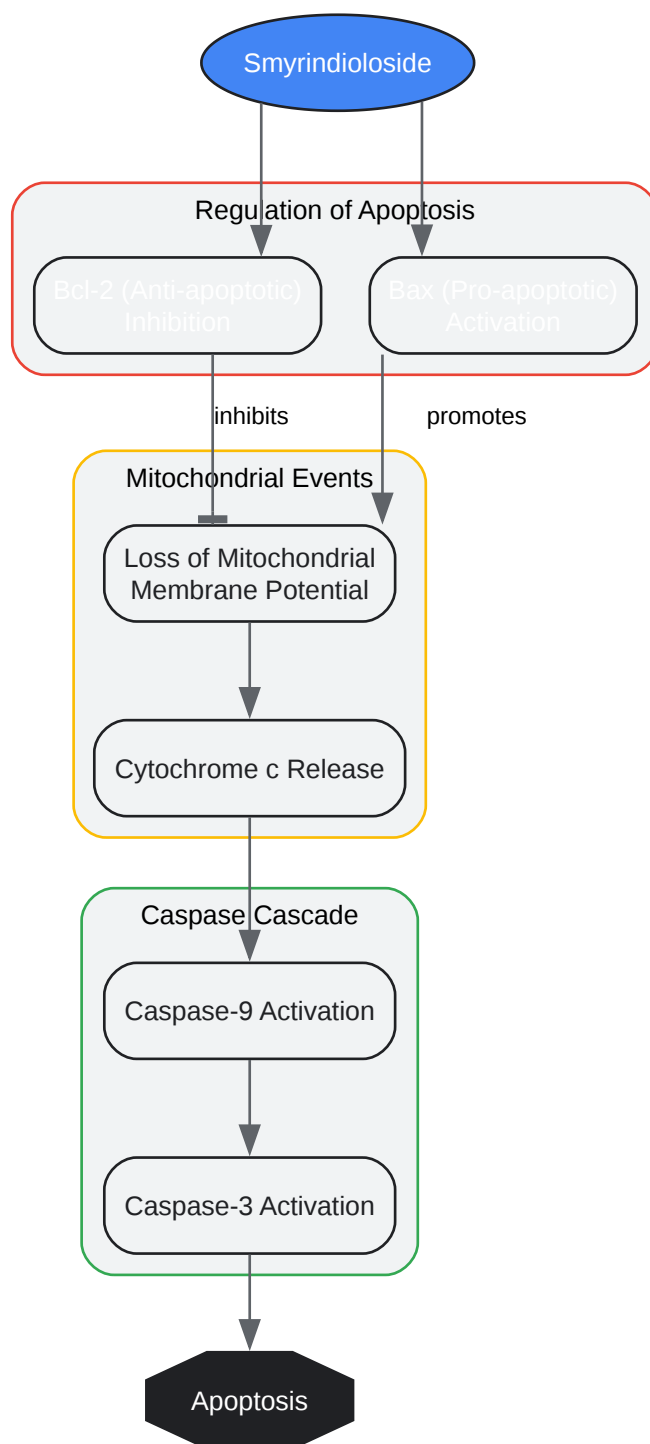 Smyrindioloside
Regulation of Apoptosis
Bcl-2 (Anti-apoptotic)
Inhibition
Bax (Pro-apoptotic)
Activation
inhibits
promotes
Mitochondrial Events
Loss of Mitochondrial
Membrane Potential
Cytochrome c Release
Caspase Cascade
Caspase-9 Activation
Caspase-3 Activation
Apoptosis